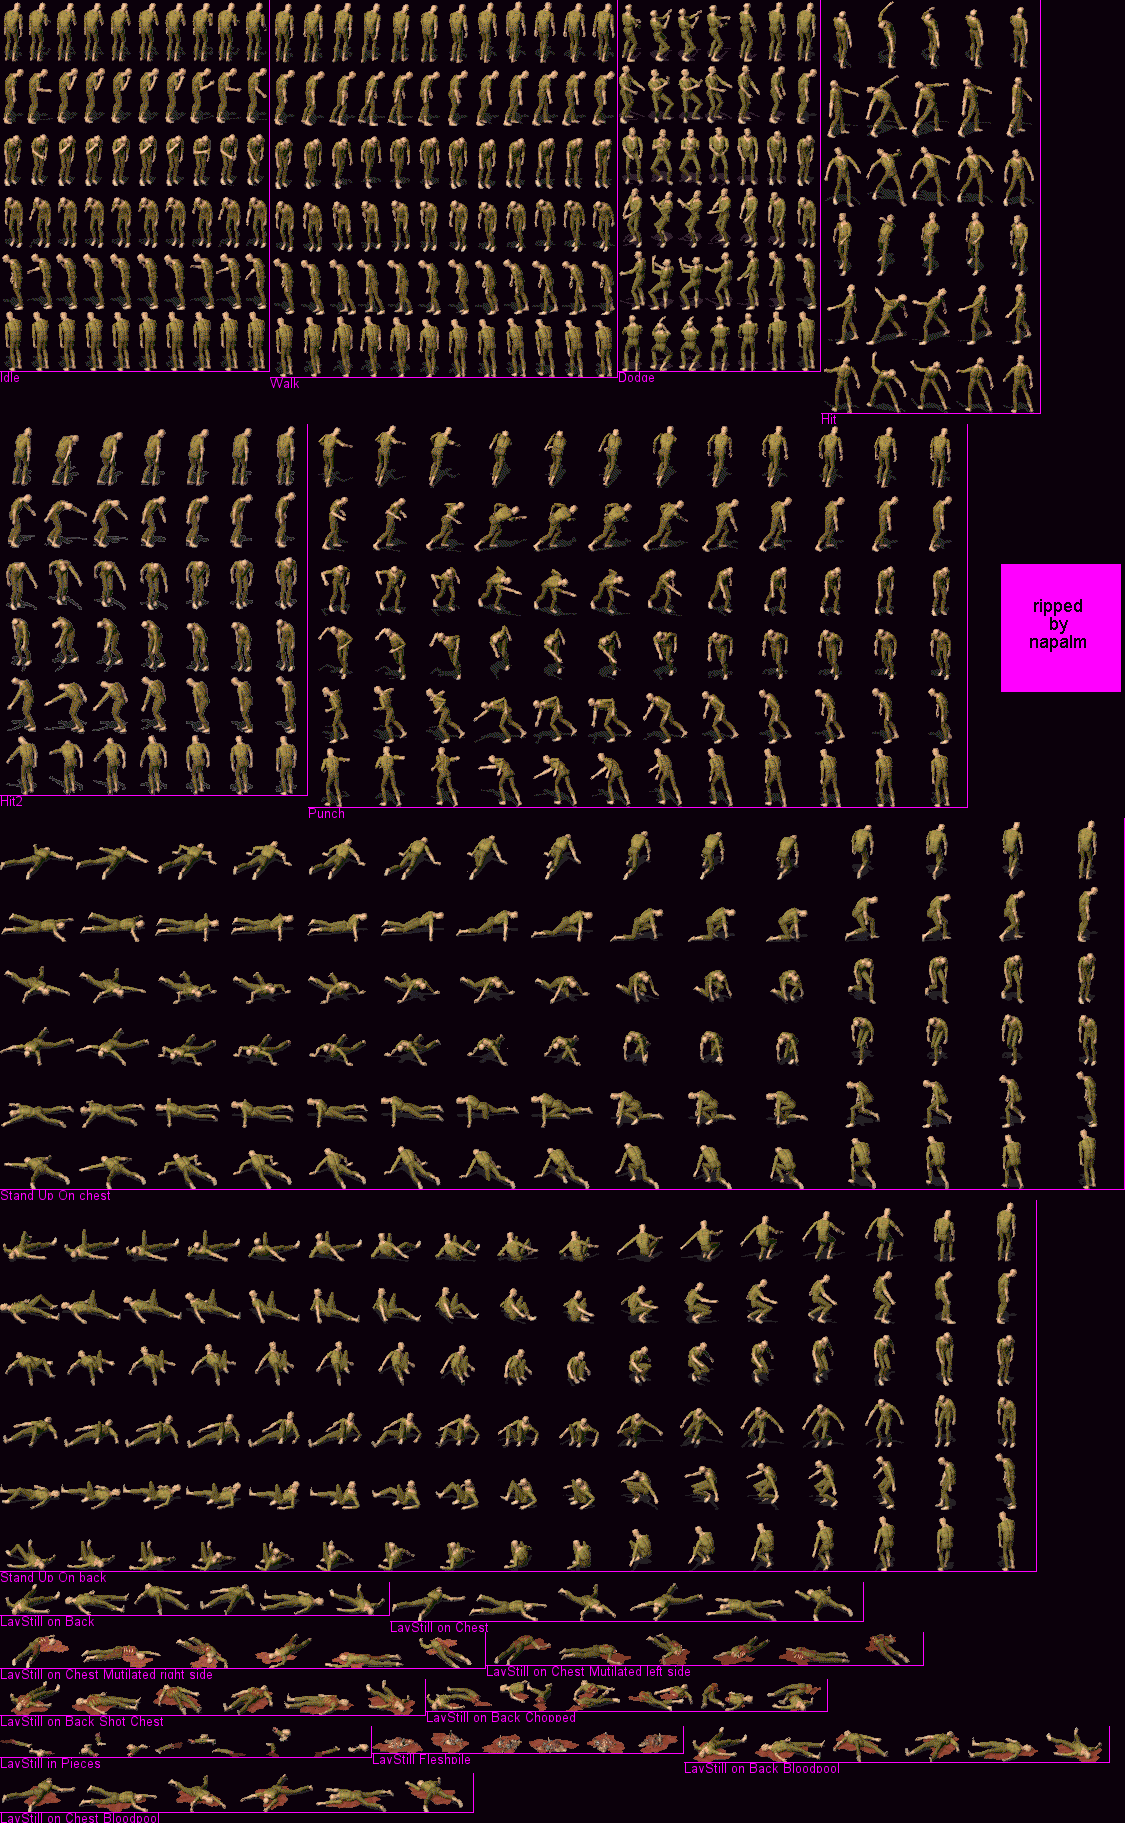 Idle
Walk
Dodge
Hit
ripped
by
napalm
Hit2
Punch
Stand Up On chest
Stand Up On back
LayStill on Back
LayStill on Chest
LayStill on Chest Mutilated right side
LayStill on Chest Mutilated left side
LayStill on Back Shot Chest
LayStill on Back Chopped
LayStill in Pieces
LayStill Fleshpile
LayStill on Back Bloodpool
LayStill on Chest Bloodpool